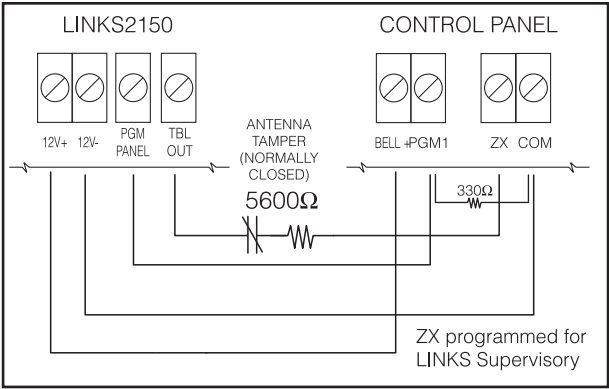 LINKS2150 CONTROL PANEL
12V+ 12V- PGM PANEL TBL OUT
ANTENNA
TAMPER
(NORMALLY
CLOSED)
5600Ω
BELL + PGM1 ZX COM
330Ω
ZX programmed for
LINKS Supervisory